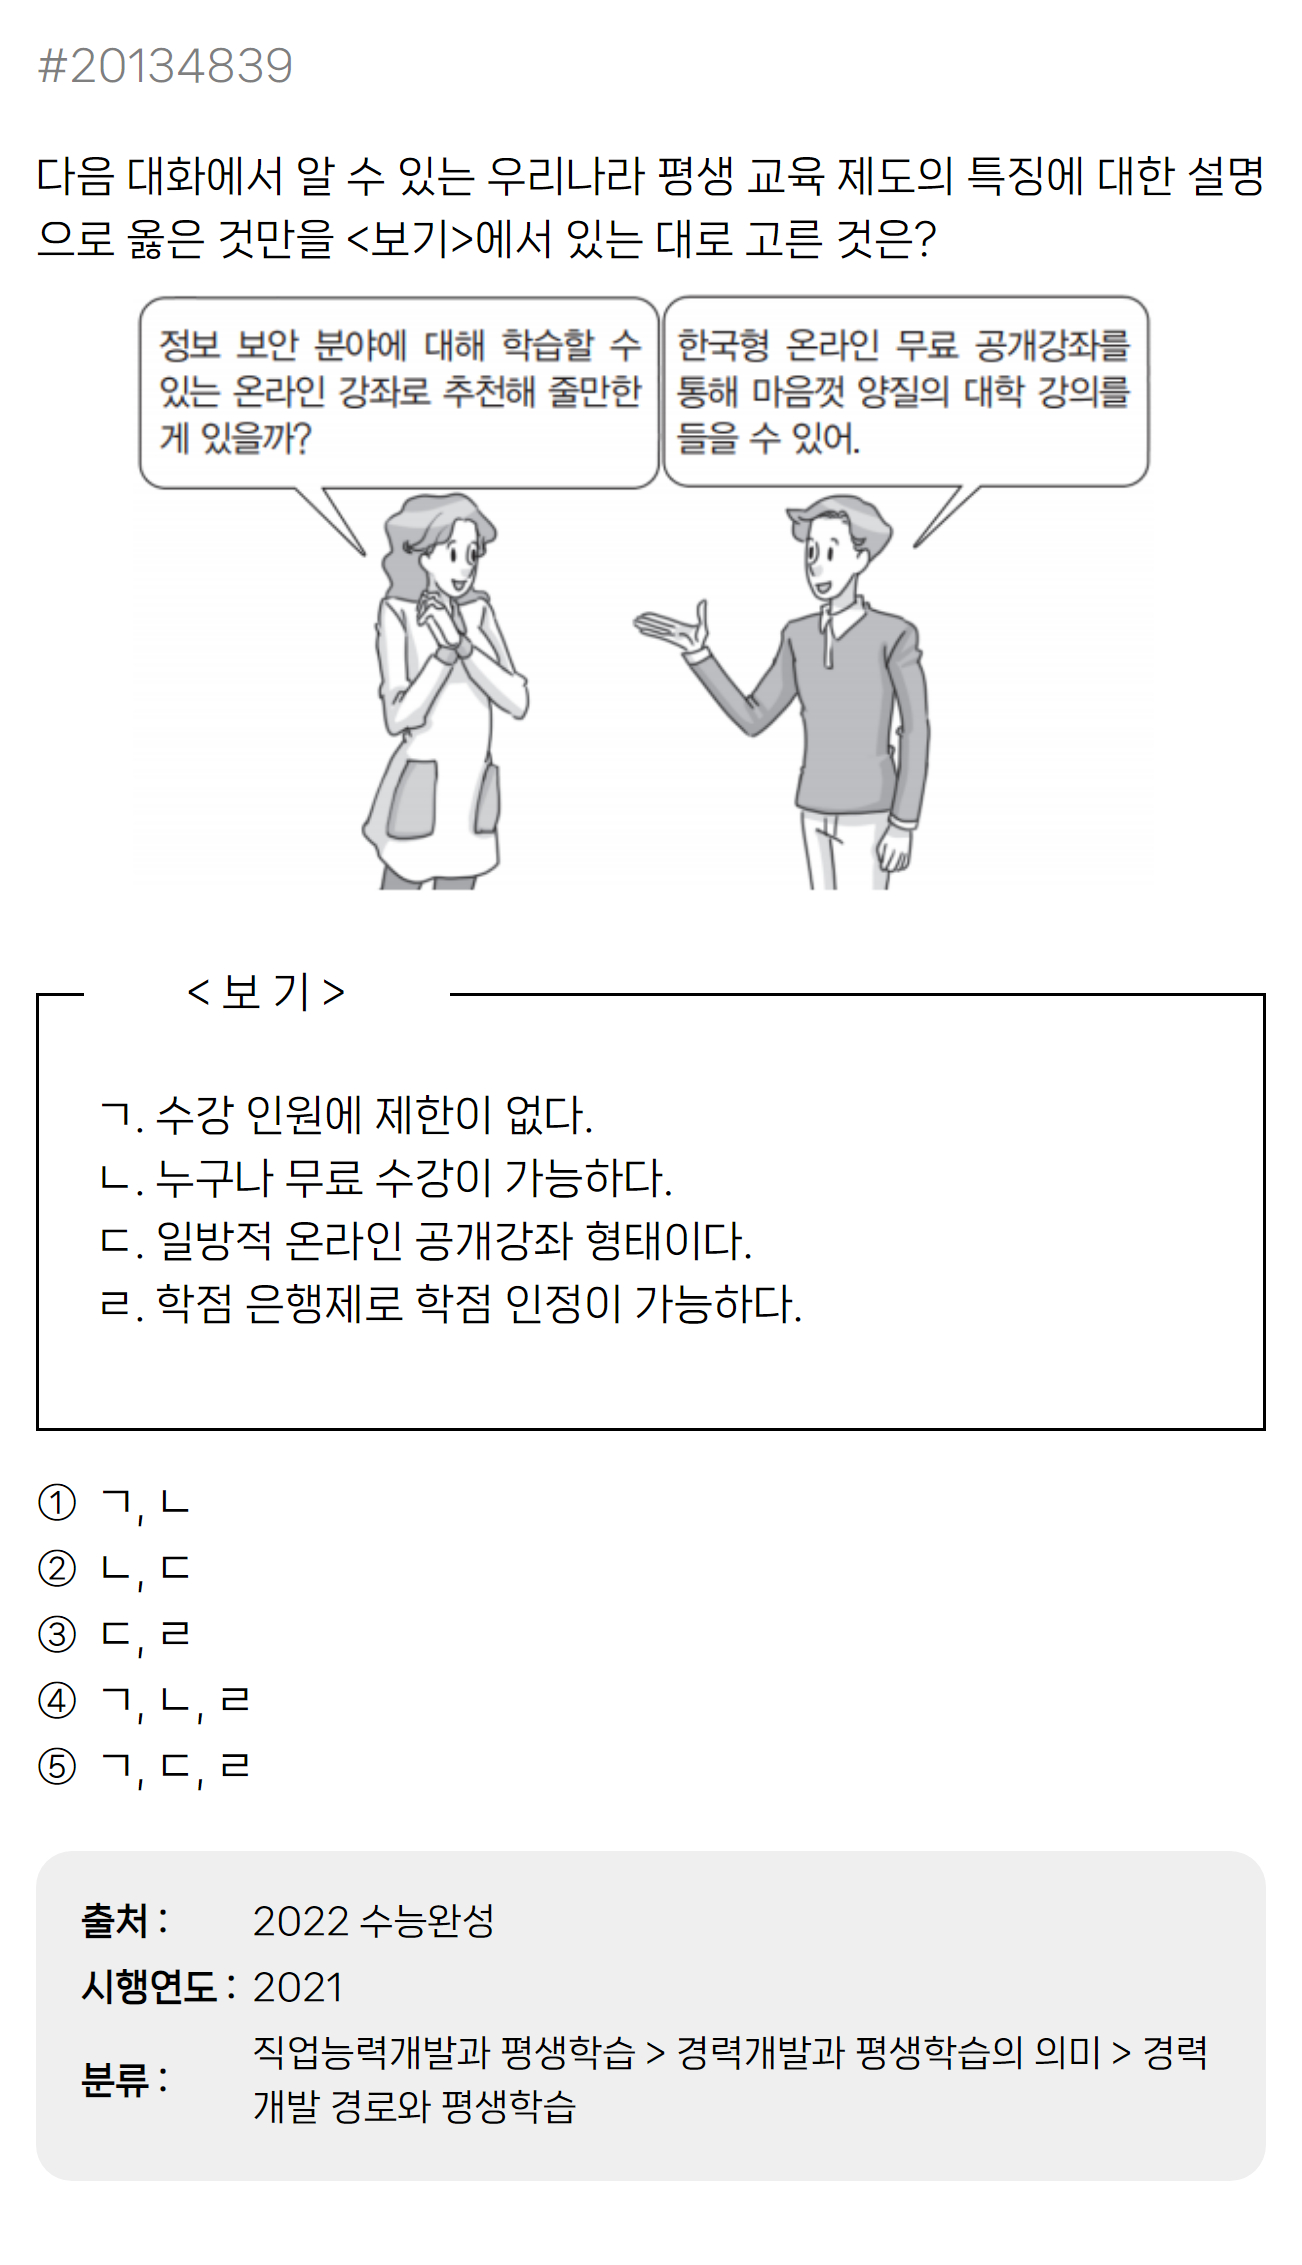 #20134839
다음 대화에서 알 수 있는 우리나라 평생 교육 제도의 특징에 대한 설명
으로 옳은 것만을 <보기>에서 있는 대로 고른 것은?
정보 보안 분야에 대해 학습할 수
있는 온라인 강좌로 추천해 줄만한
게 있을까?
한국형 온라인 무료 공개강좌를
통해 마음껏 양질의 대학 강의를
들을 수 있어.
< 보 기 >
ㄱ. 수강 인원에 제한이 없다.
ㄴ. 누구나 무료 수강이 가능하다.
ㄷ. 일방적 온라인 공개강좌 형태이다.
ㄹ. 학점 은행제로 학점 인정이 가능하다.
① ㄱ, ㄴ
② ㄴ, ㄷ
③ ㄷ, ㄹ
④ ㄱ, ㄴ, ㄹ
⑤ ㄱ, ㄷ, ㄹ
출처 : 2022 수능완성
시행연도 : 2021
분류 : 직업능력개발과 평생학습 > 경력개발과 평생학습의 의미 > 경력
개발 경로와 평생학습